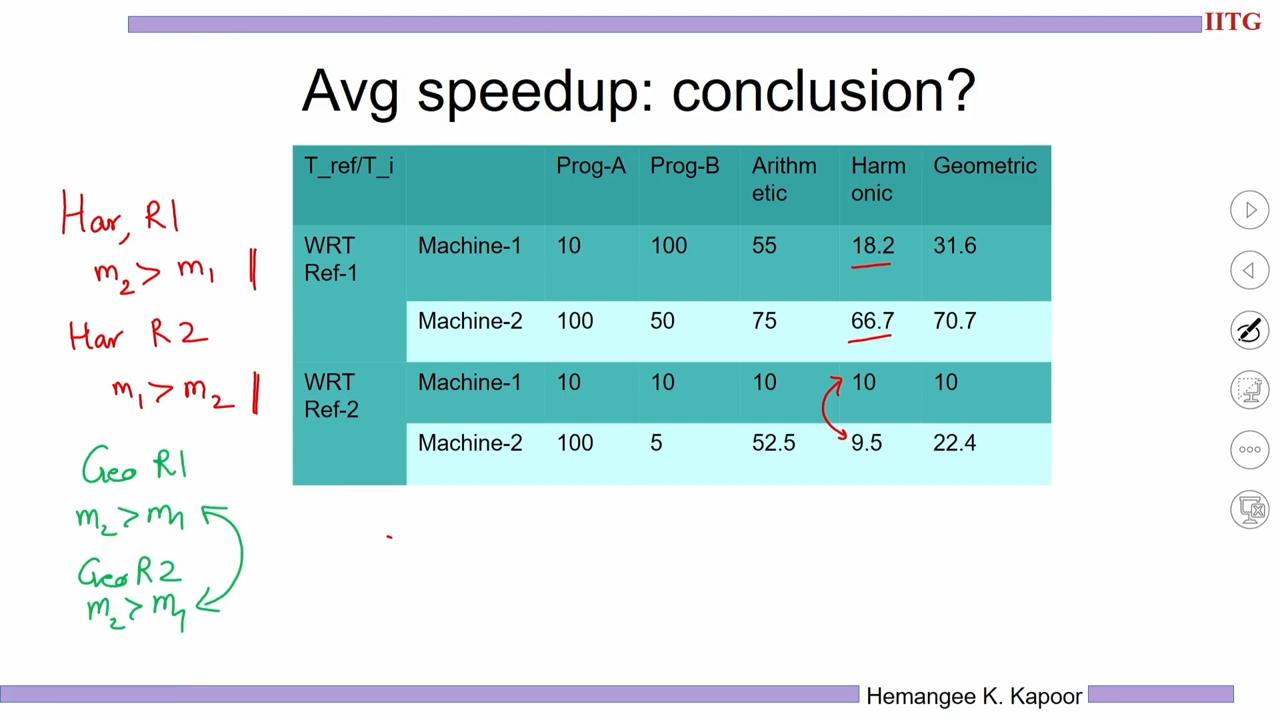 IITG
Avg speedup: conclusion?
T_ref/T_i Prog-A Prog-B Arithm Harm Geometric
etic onic
WRT Machine-1 10 100 55 18.2 31.6
Ref-1
Machine-2 100 50 75 66.7 70.7
WRT Machine-1 10 10 10 10 10
Ref-2
Machine-2 100 5 52.5 9.5 22.4
Har, R1
m₂ > m₁
Har R2
m₁ > m₂
Geo R1
m₂ > m₁
Geo R2
m₂ > m₁
Hemangee K. Kapoor